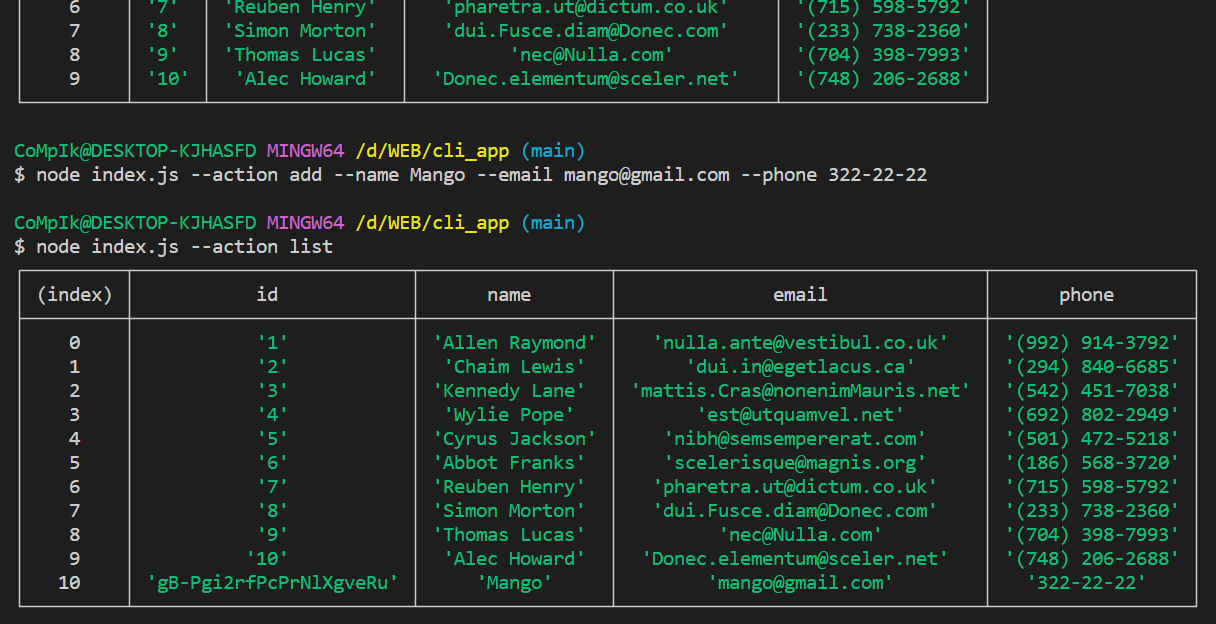 6 '7' 'Reuben Henry' 'pharetra.ut@dictum.co.uk' '(715) 598-5792'
7 '8' 'Simon Morton' 'dui.Fusce.diam@Donec.com' '(233) 738-2360'
8 '9' 'Thomas Lucas' 'nec@Nulla.com' '(704) 398-7993'
9 '10' 'Alec Howard' 'Donec.elementum@sceler.net' '(748) 206-2688'
CoMpIk@DESKTOP-KJHASFD MINGW64 /d/WEB/cli_app (main)
$ node index.js --action add --name Mango --email mango@gmail.com --phone 322-22-22
CoMpIk@DESKTOP-KJHASFD MINGW64 /d/WEB/cli_app (main)
$ node index.js --action list
(index) id name email phone
0 '1' 'Allen Raymond' 'nulla.ante@vestibul.co.uk' '(992) 914-3792'
1 '2' 'Chaim Lewis' 'dui.in@egetlacus.ca' '(294) 840-6685'
2 '3' 'Kennedy Lane' 'mattis.Cras@nonenimMauris.net' '(542) 451-7038'
3 '4' 'Wylie Pope' 'est@utquamvel.net' '(692) 802-2949'
4 '5' 'Cyrus Jackson' 'nibh@semsempererat.com' '(501) 472-5218'
5 '6' 'Abbot Franks' 'scelerisque@magnis.org' '(186) 568-3720'
6 '7' 'Reuben Henry' 'pharetra.ut@dictum.co.uk' '(715) 598-5792'
7 '8' 'Simon Morton' 'dui.Fusce.diam@Donec.com' '(233) 738-2360'
8 '9' 'Thomas Lucas' 'nec@Nulla.com' '(704) 398-7993'
9 '10' 'Alec Howard' 'Donec.elementum@sceler.net' '(748) 206-2688'
10 'gB-Pgi2rfPcPrNlXgveRu' 'Mango' 'mango@gmail.com' '322-22-22'